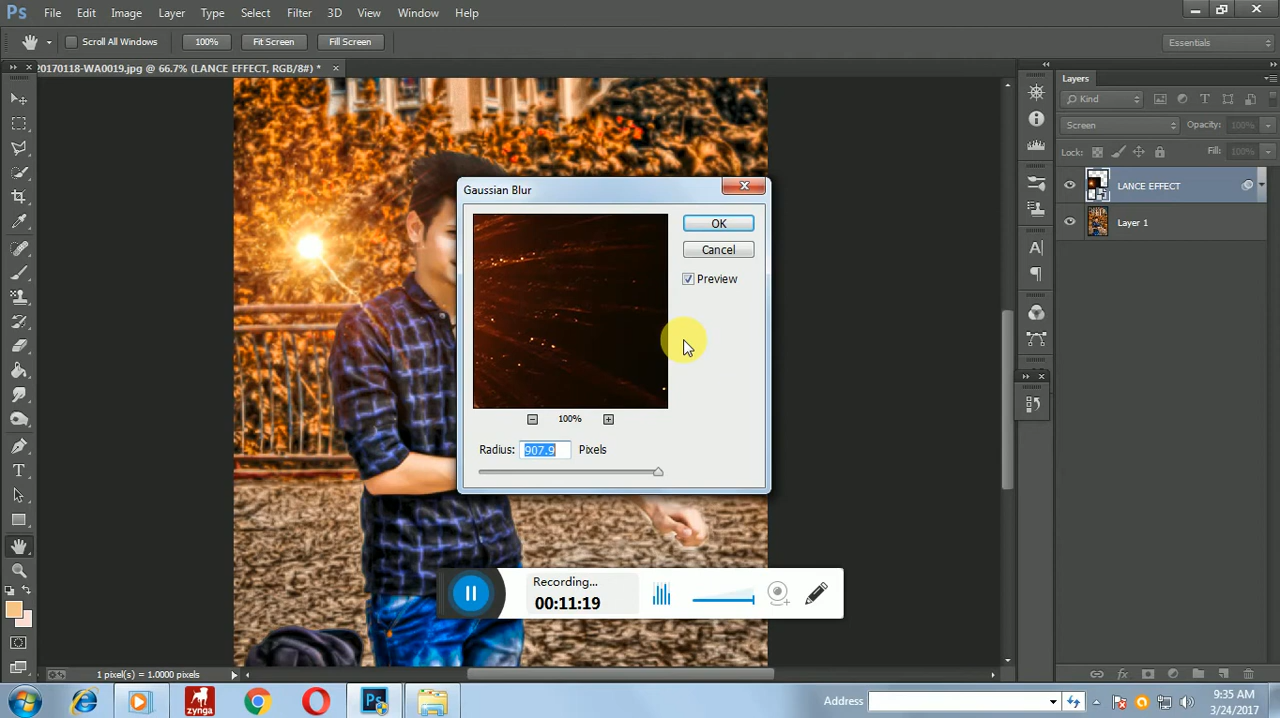 Ps File Edit Image Layer Type Select Filter 3D View Window Help
Scroll All Windows 100% Fit Screen Fill Screen Essentials
20170118-WA0019.jpg @ 66.7% (LANCE EFFECT, RGB/8#) * ×
Layers
Kind
Screen Opacity: 100%
Lock: Fill: 100%
LANCE EFFECT
Layer 1
Gaussian Blur
OK
Cancel
Preview
100%
Radius: 907.9 Pixels
Recording...
00:11:19
1 pixel(s) = 1.0000 pixels
zynga
Ps
Address
9:35 AM
3/24/2017